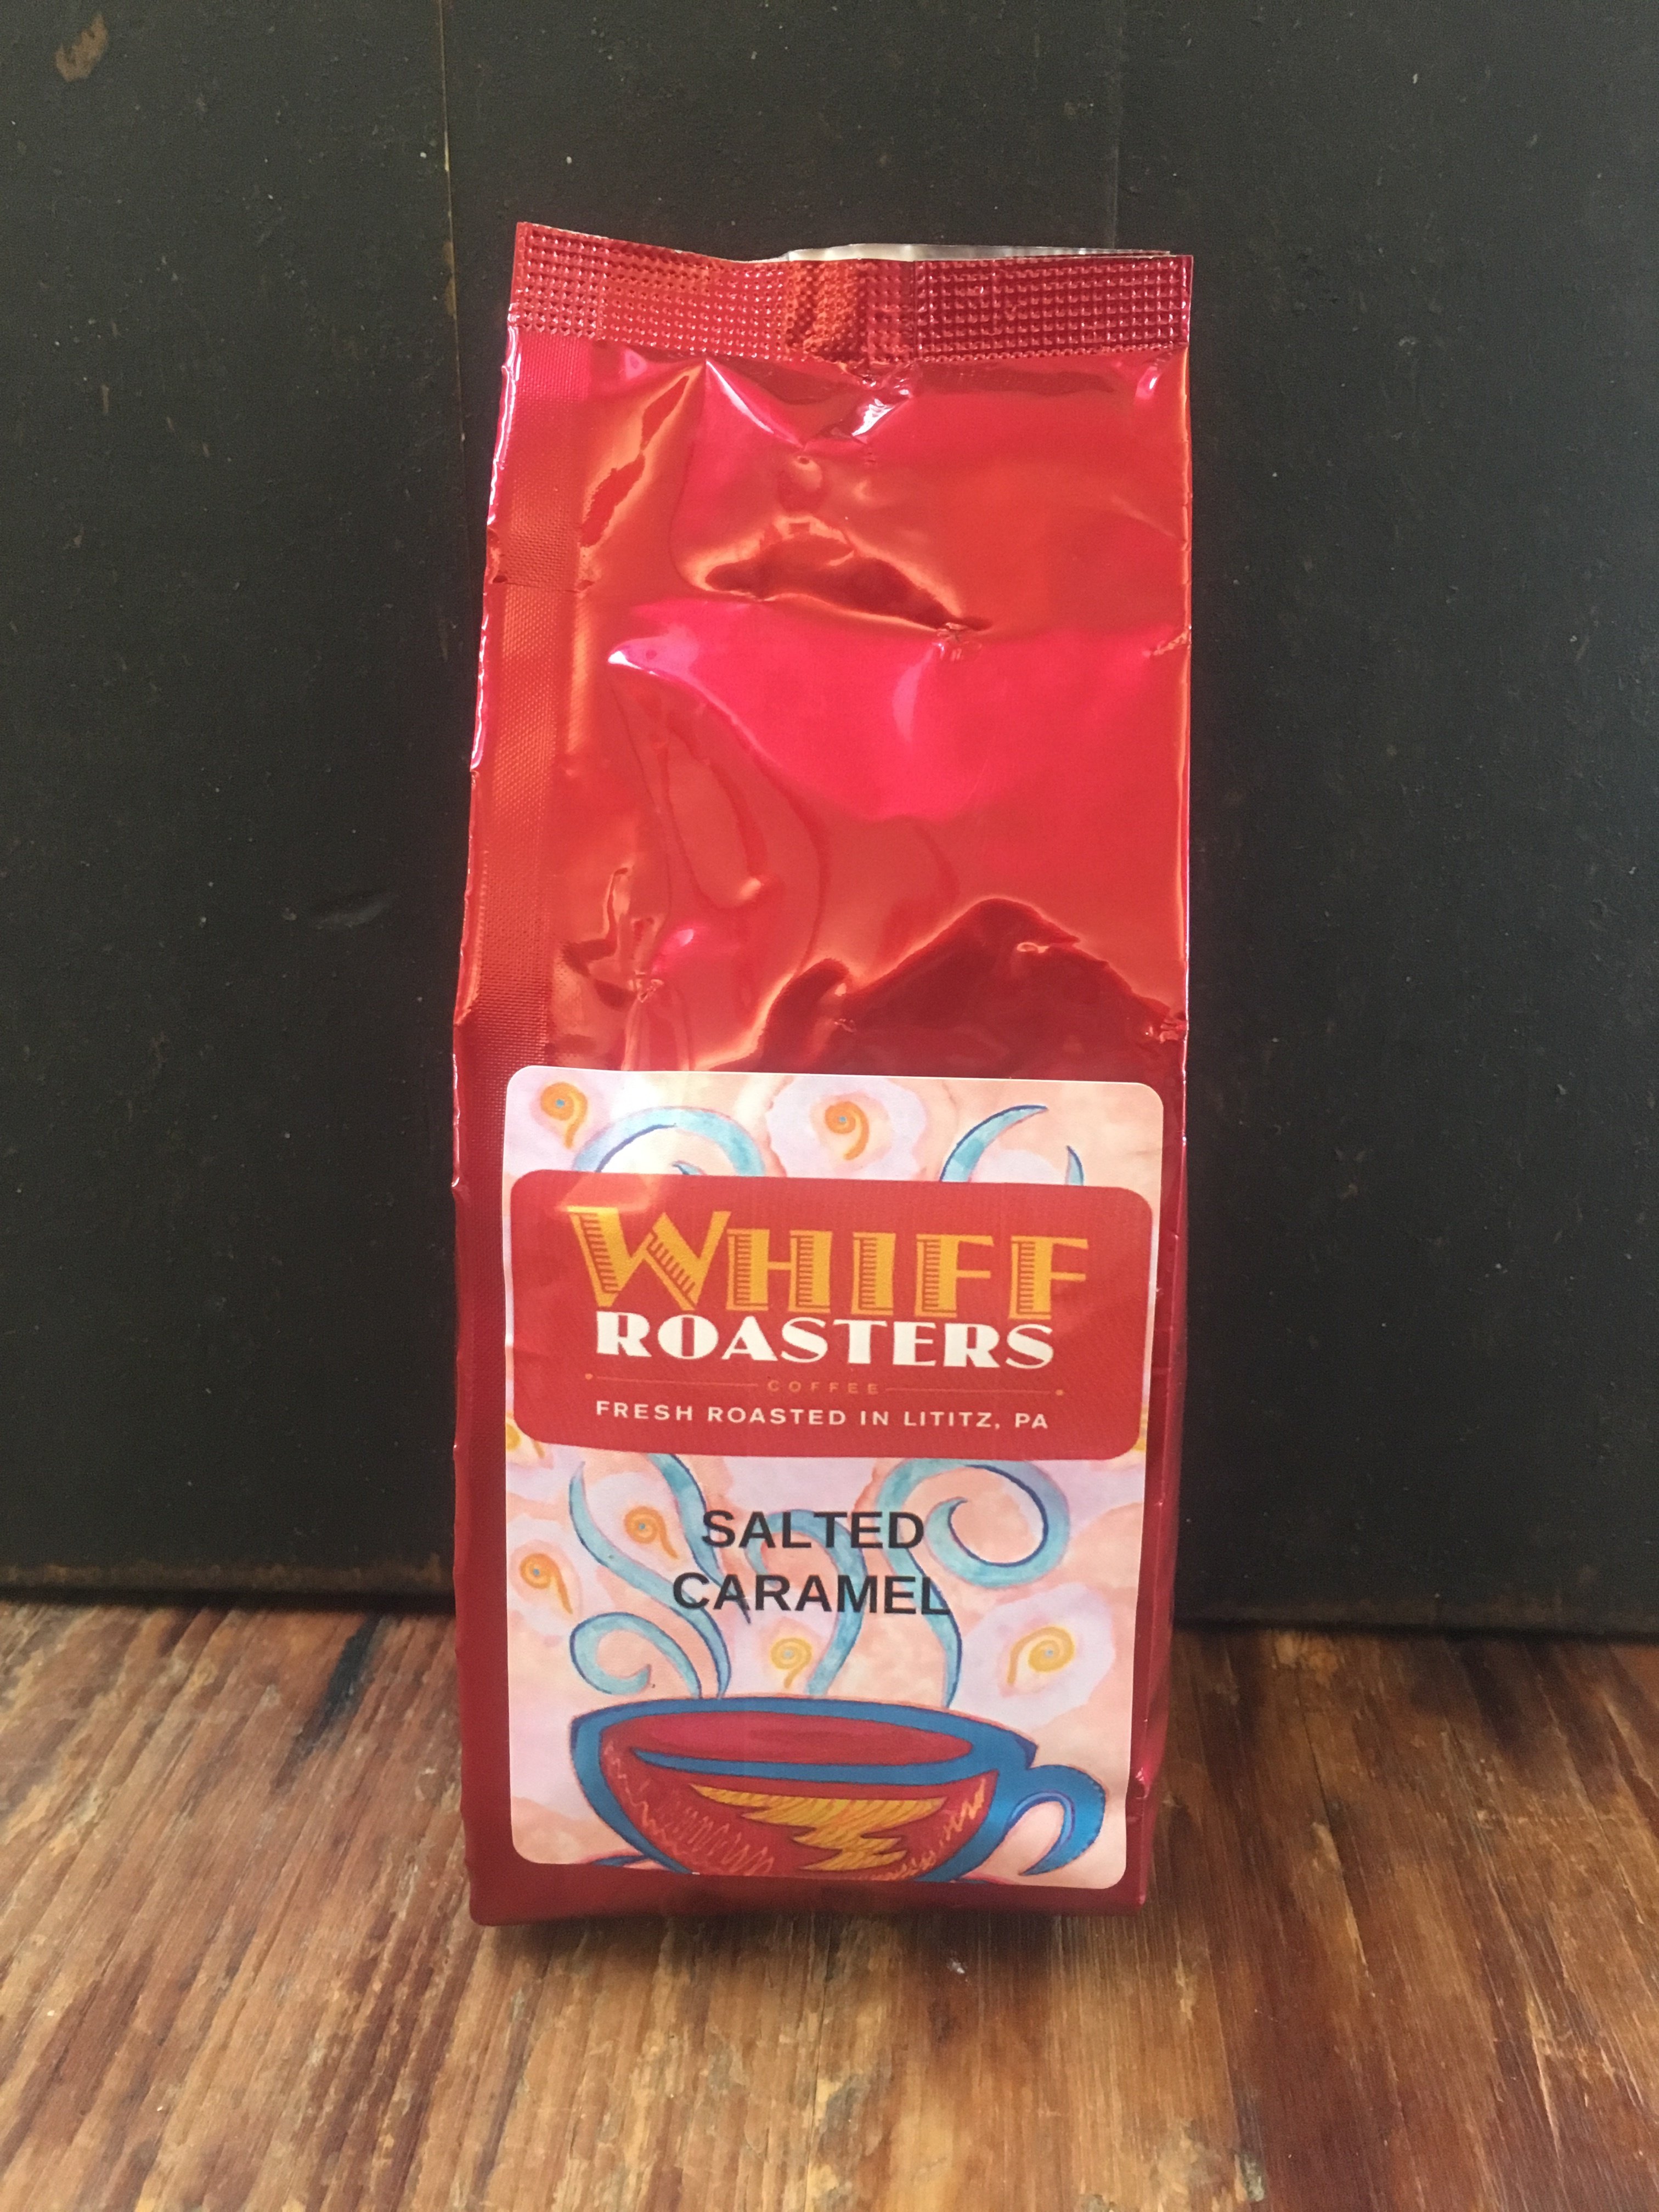 WHIFF
ROASTERS
COFFEE
FRESH ROASTED IN LITITZ, PA
SALTED
CARAMEL